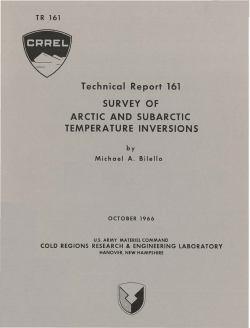 TR 161
CRREL
Technical Report 161
SURVEY OF
ARCTIC AND SUBARCTIC
TEMPERATURE INVERSIONS
by
Michael A. Bilello
OCTOBER 1966
U.S. ARMY MATERIEL COMMAND
COLD REGIONS RESEARCH & ENGINEERING LABORATORY
HANOVER, NEW HAMPSHIRE